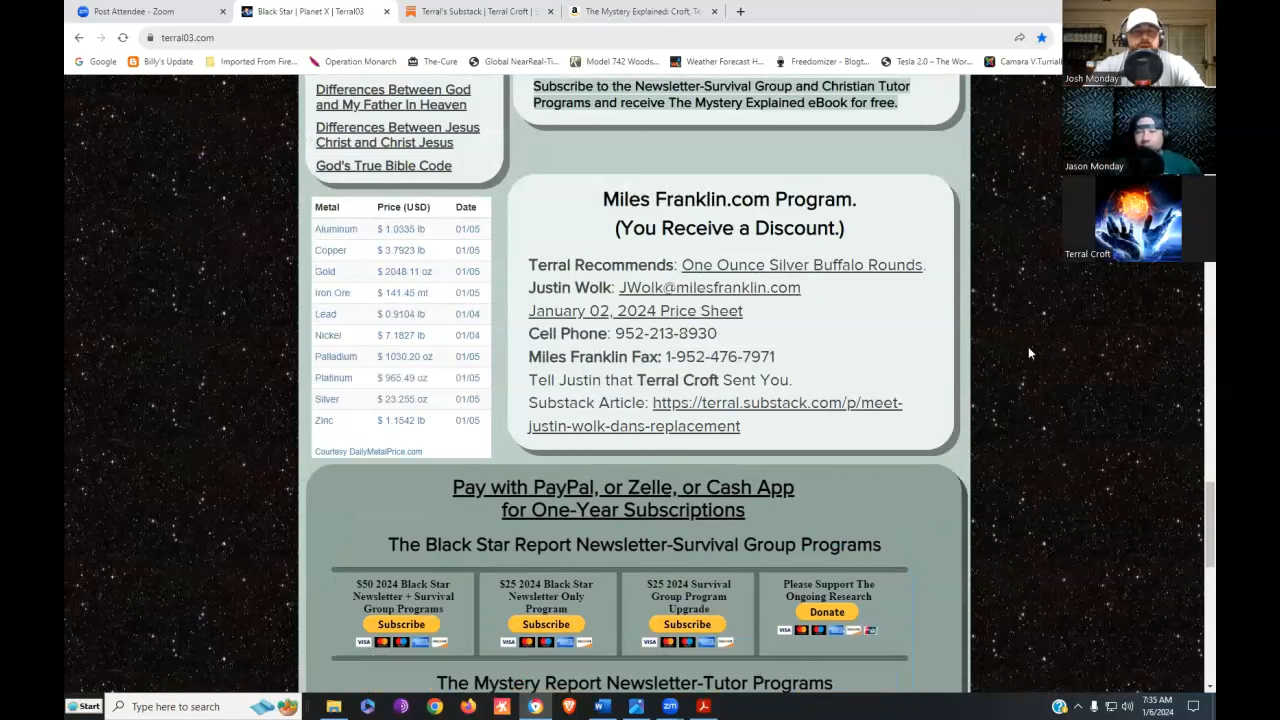 Post Attendee - Zoom
Black Star | Planet X | Terral03
Terral's Substack | Terral Croft | S
The Mystery Explained: Croft, Te
terral03.com
Google
Billy's Update
Imported From Fire...
Operation Monarch
The-Cure
Global NearReal-Ti...
Model 742 Woods...
Weather Forecast H...
Freedomizer - Blogt...
Tesla 2.0 – The Wor...
Camara V.Turrial
Josh Monday
Jason Monday
Terral Croft
Differences Between God
and My Father In Heaven
Differences Between Jesus
Christ and Christ Jesus
God's True Bible Code
Subscribe to the Newsletter-Survival Group and Christian Tutor
Programs and receive The Mystery Explained eBook for free.
Metal Price (USD) Date
Aluminum $ 1.0335 lb 01/05
Copper $ 3.7923 lb 01/05
Gold $ 2048.11 oz 01/05
Iron Ore $ 141.45 mt 01/05
Lead $ 0.9104 lb 01/04
Nickel $ 7.1827 lb 01/04
Palladium $ 1030.20 oz 01/05
Platinum $ 965.49 oz 01/05
Silver $ 23.255 oz 01/05
Zinc $ 1.1542 lb 01/05
Courtesy DailyMetalPrice.com
Miles Franklin.com Program.
(You Receive a Discount.)
Terral Recommends: One Ounce Silver Buffalo Rounds.
Justin Wolk: JWolk@milesfranklin.com
January 02, 2024 Price Sheet
Cell Phone: 952-213-8930
Miles Franklin Fax: 1-952-476-7971
Tell Justin that Terral Croft Sent You.
Substack Article: https://terral.substack.com/p/meet-
justin-wolk-dans-replacement
Pay with PayPal, or Zelle, or Cash App
for One-Year Subscriptions
The Black Star Report Newsletter-Survival Group Programs
$50 2024 Black Star
Newsletter + Survival
Group Programs
Subscribe
VISA
$25 2024 Black Star
Newsletter Only
Program
Subscribe
VISA
$25 2024 Survival
Group Program
Upgrade
Subscribe
VISA
Please Support The
Ongoing Research
Donate
VISA
The Mystery Report Newsletter-Tutor Programs
Start
Type here to search
7:35 AM
1/6/2024